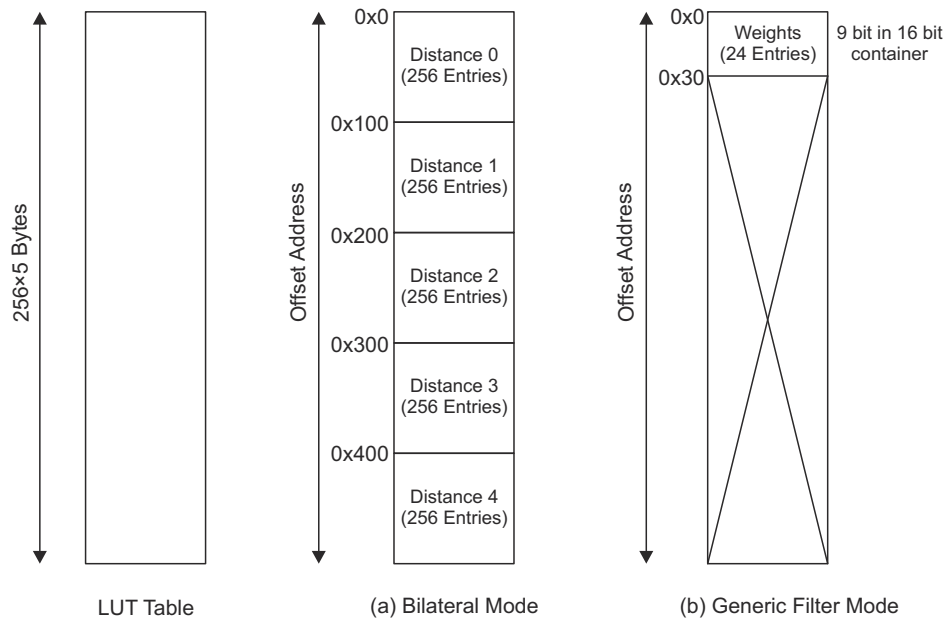 256×5 Bytes
LUT Table
Offset Address
0x0
0x100
0x200
0x300
0x400
Distance 0
(256 Entries)
Distance 1
(256 Entries)
Distance 2
(256 Entries)
Distance 3
(256 Entries)
Distance 4
(256 Entries)
(a) Bilateral Mode
Offset Address
0x0
0x30
Weights
(24 Entries)
9 bit in 16 bit
container
(b) Generic Filter Mode